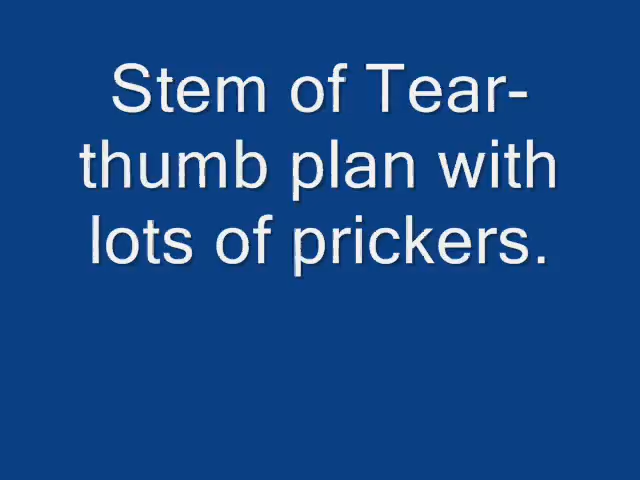 Stem of Tear-
thumb plan with
lots of prickers.